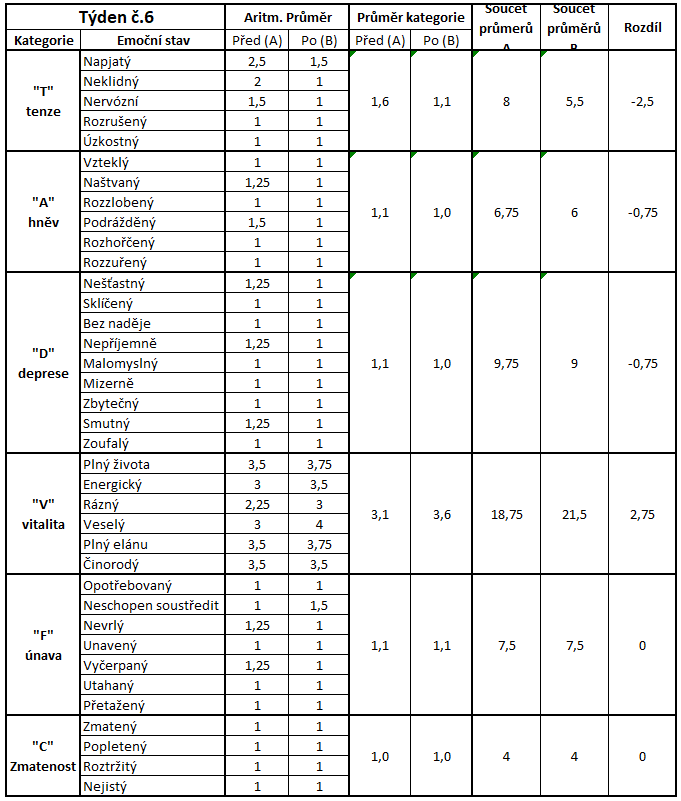 Týden č.6 Aritm. Průměr Průměr kategorie Součet průměrů A Součet průměrů B Rozdíl
Kategorie Emoční stav Před (A) Po (B) Před (A) Po (B)
"T" tenze
Napjatý 2,5 1,5
Neklidný 2 1
Nervózní 1,5 1 1,6 1,1 8 5,5 -2,5
Rozrušený 1 1
Úzkostný 1 1
"A" hněv
Vzteklý 1 1
Naštvaný 1,25 1
Rozzlobený 1 1 1,1 1,0 6,75 6 -0,75
Podrážděný 1,5 1
Rozhořčený 1 1
Rozzuřený 1 1
"D" deprese
Nešťastný 1,25 1
Sklíčený 1 1
Bez naděje 1 1
Nepříjemně 1,25 1
Malomyslný 1 1 1,1 1,0 9,75 9 -0,75
Mizerně 1 1
Zbytečný 1 1
Smutný 1,25 1
Zoufalý 1 1
"V" vitalita
Plný života 3,5 3,75
Energický 3 3,5
Rázný 2,25 3 3,1 3,6 18,75 21,5 2,75
Veselý 3 4
Plný elánu 3,5 3,75
Činorodý 3,5 3,5
"F" únava
Opotřebovaný 1 1
Neschopen soustředit 1 1,5
Nevrlý 1,25 1
Unavený 1 1 1,1 1,1 7,5 7,5 0
Vyčerpaný 1,25 1
Utahaný 1 1
Přetažený 1 1
"C" Zmatenost
Zmatený 1 1
Popletený 1 1 1,0 1,0 4 4 0
Roztržitý 1 1
Nejistý 1 1